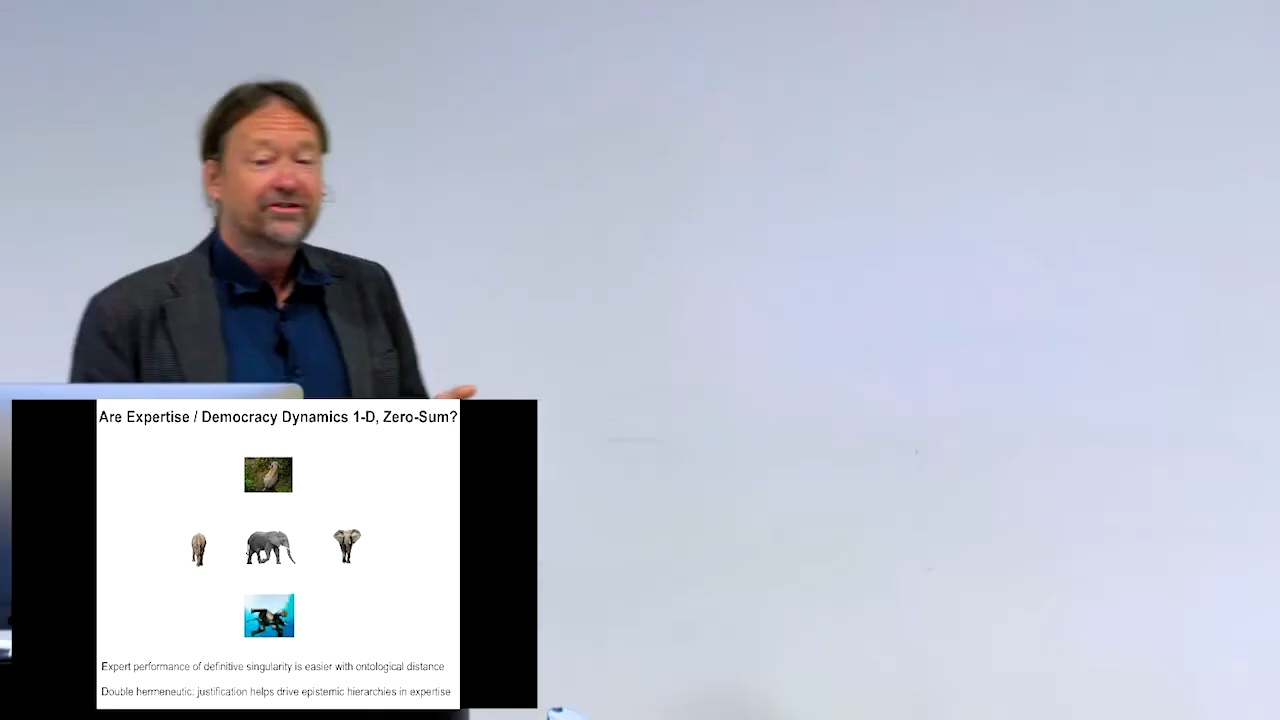 Are Expertise / Democracy Dynamics 1-D, Zero-Sum?
Expert performance of definitive singularity is easier with ontological distance
Double hermeneutic: justification helps drive epistemic hierarchies in expertise